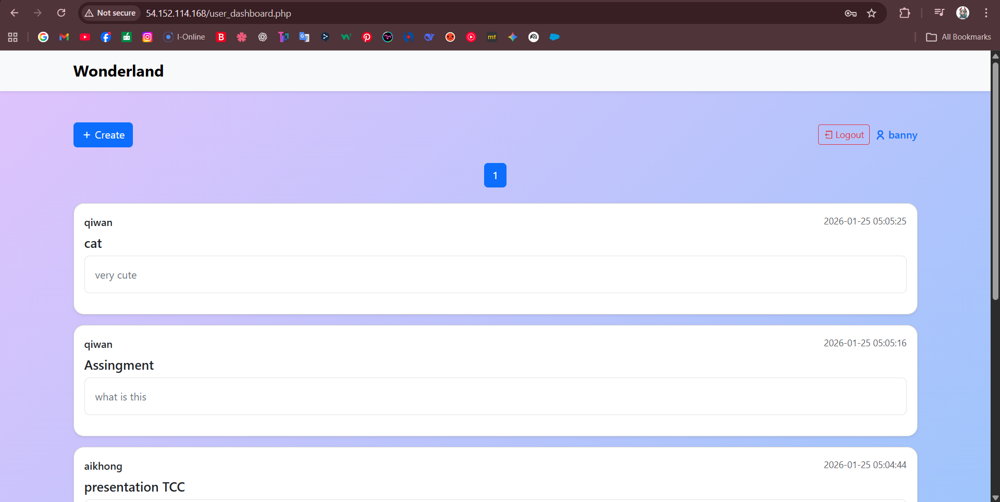 Not secure 54.152.114.168/user_dashboard.php
I-Online All Bookmarks
Wonderland
+ Create Logout banny
1
qiwan 2026-01-25 05:05:25
cat
very cute
qiwan 2026-01-25 05:05:16
Assingment
what is this
aikhong 2026-01-25 05:04:44
presentation TCC